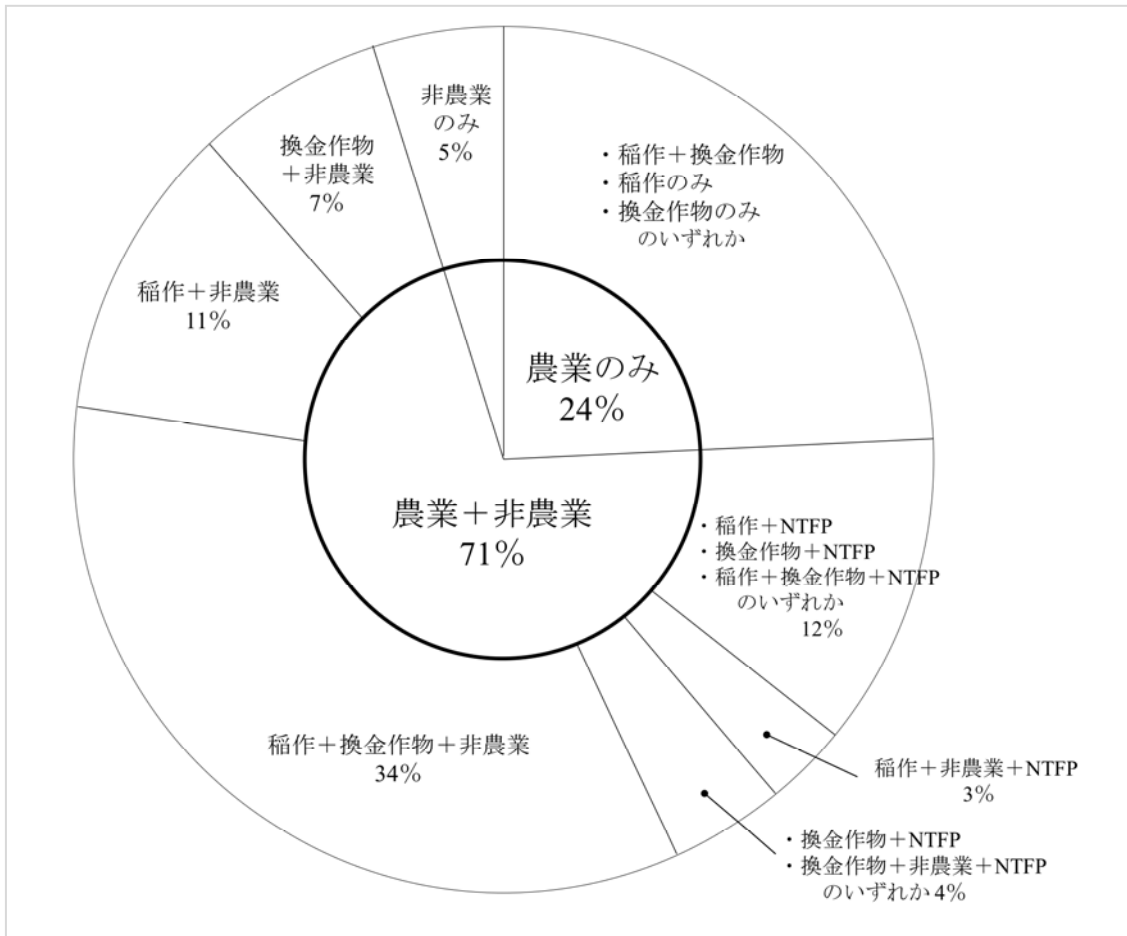 非農業
のみ
5%
換金作物
＋非農業
7%
・稲作＋換金作物
・稲作のみ
・換金作物のみ
のいずれか
稲作＋非農業
11%
農業のみ
24%
農業＋非農業
71%
・稲作＋NTFP
・換金作物＋NTFP
・稲作＋換金作物＋NTFP
のいずれか
12%
稲作＋換金作物＋非農業
34%
稲作＋非農業＋NTFP
3%
・換金作物＋NTFP
・換金作物＋非農業＋NTFP
のいずれか 4%